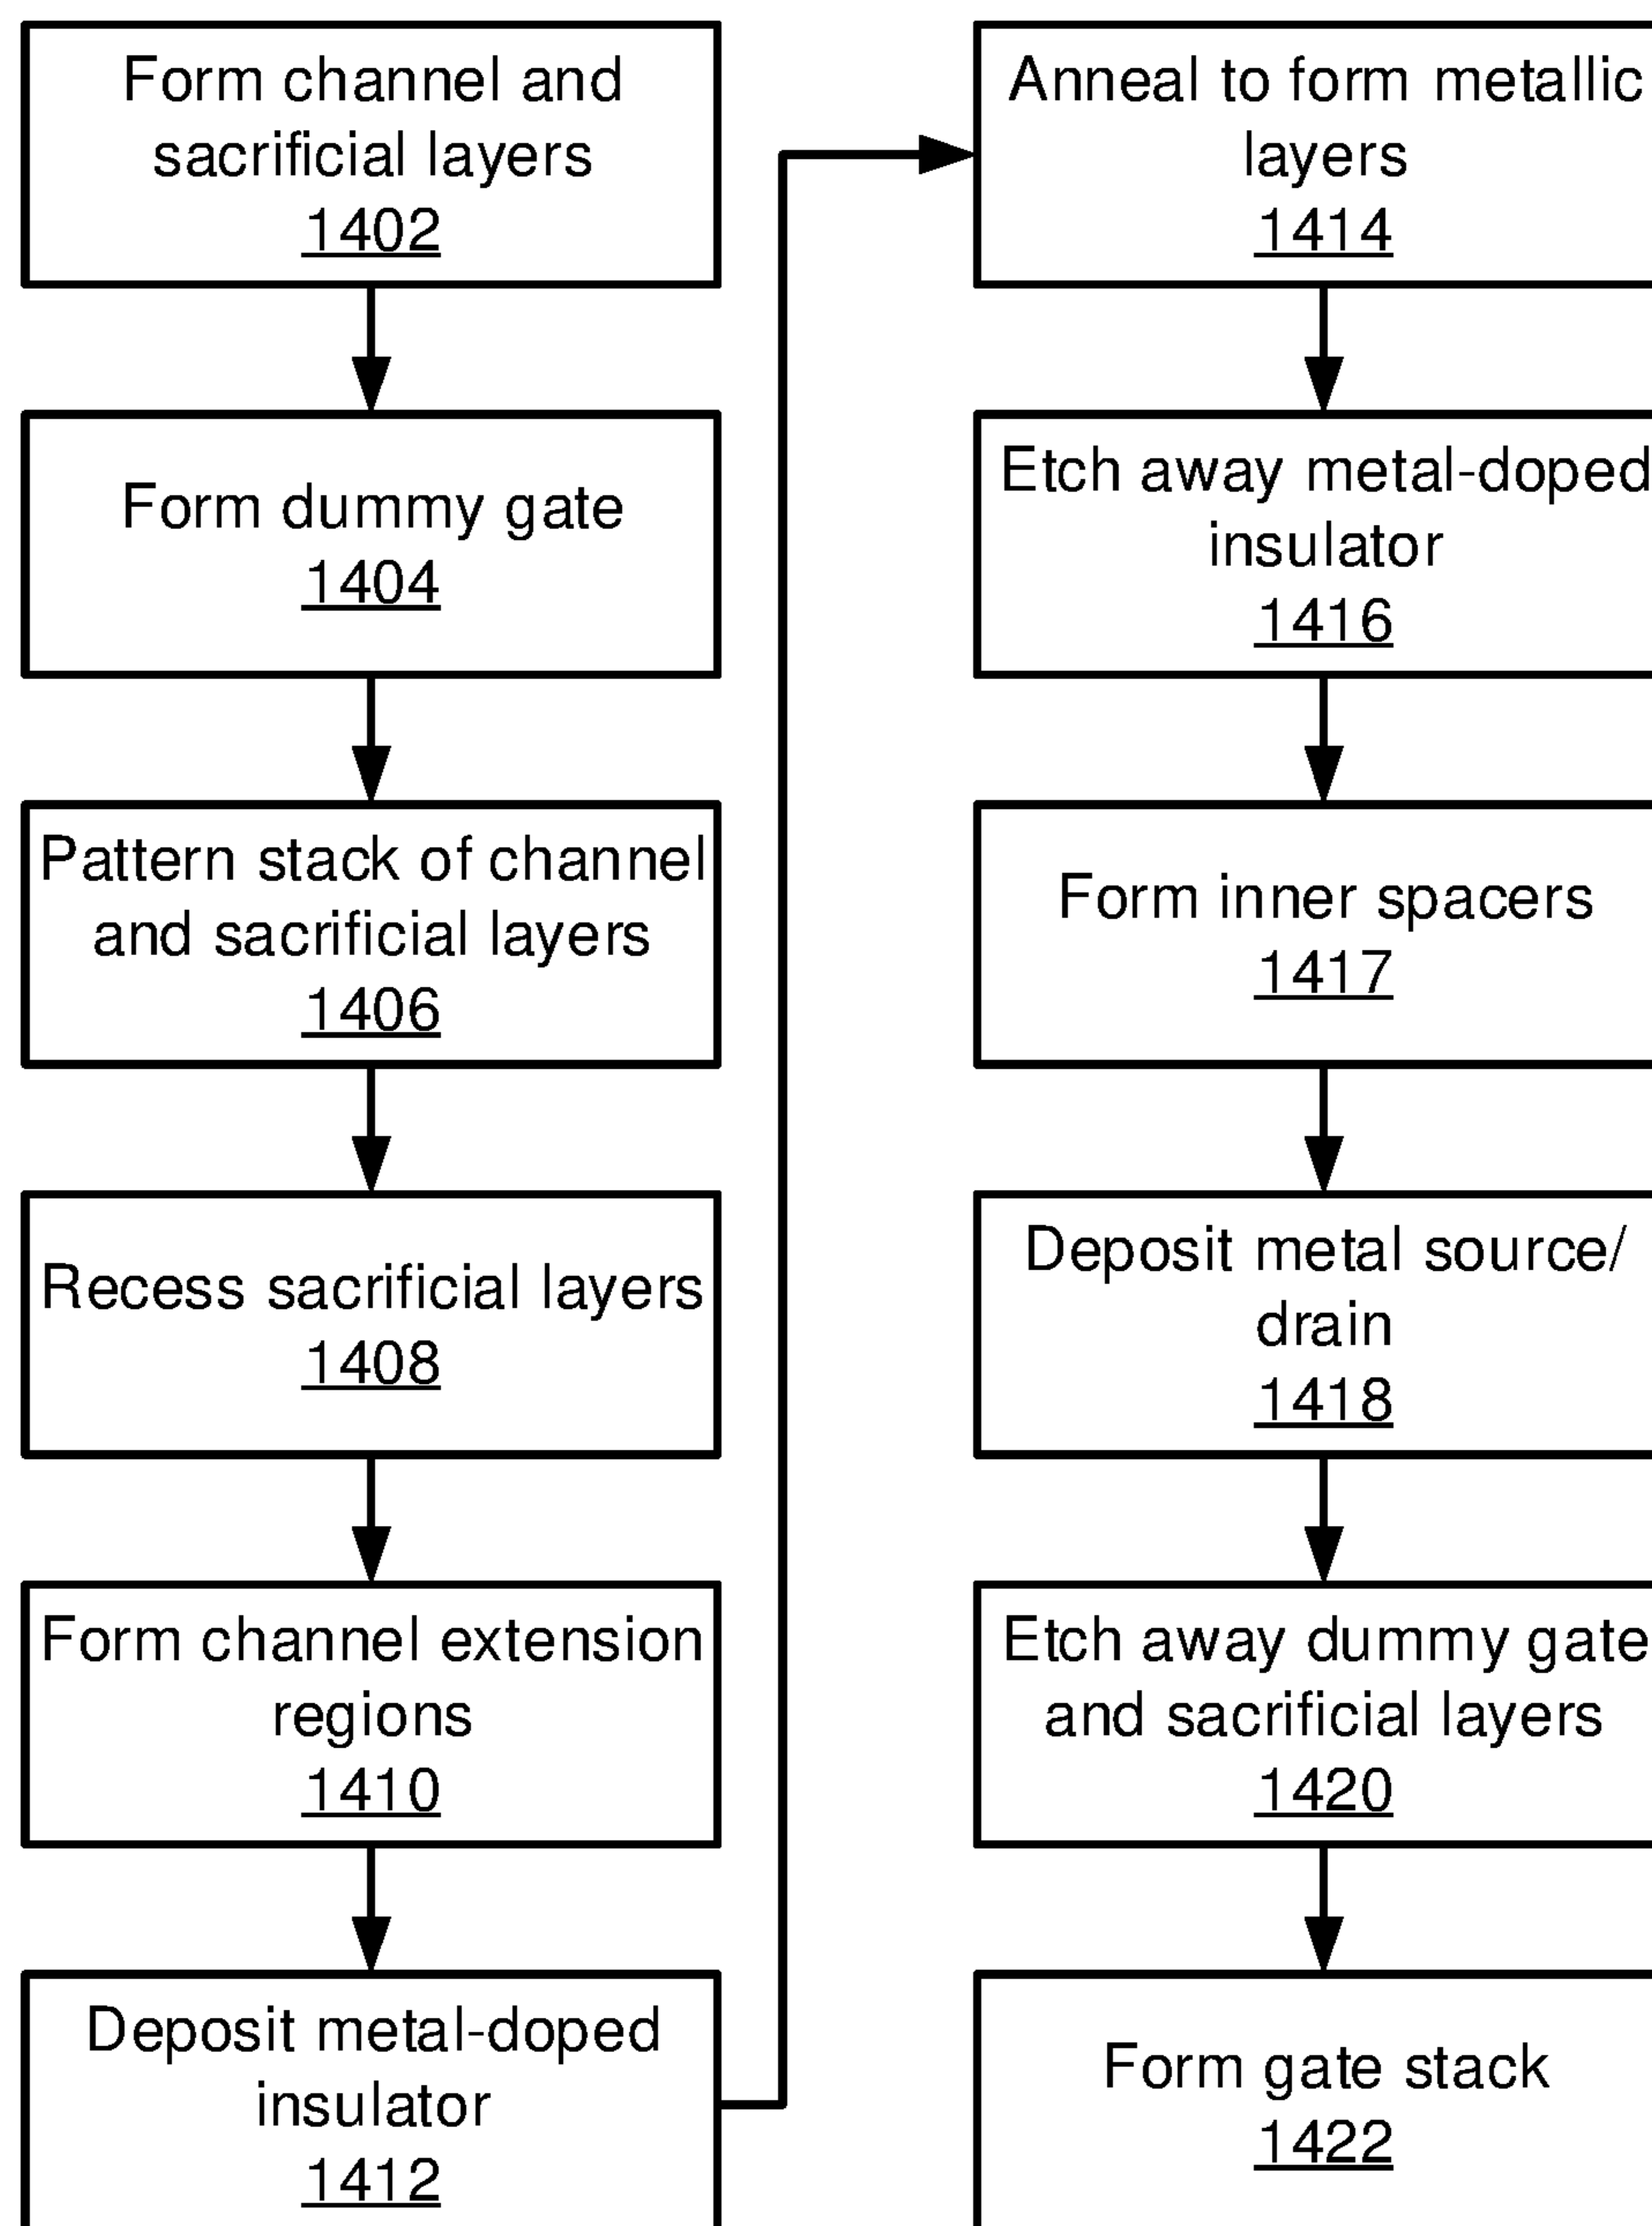 Form channel and
sacrificial layers
1402
Form dummy gate
1404
Pattern stack of channel
and sacrificial layers
1406
Recess sacrificial layers
1408
Form channel extension
regions
1410
Deposit metal-doped
insulator
1412
Anneal to form metallic
layers
1414
Etch away metal-doped
insulator
1416
Form inner spacers
1417
Deposit metal source/
drain
1418
Etch away dummy gate
and sacrificial layers
1420
Form gate stack
1422